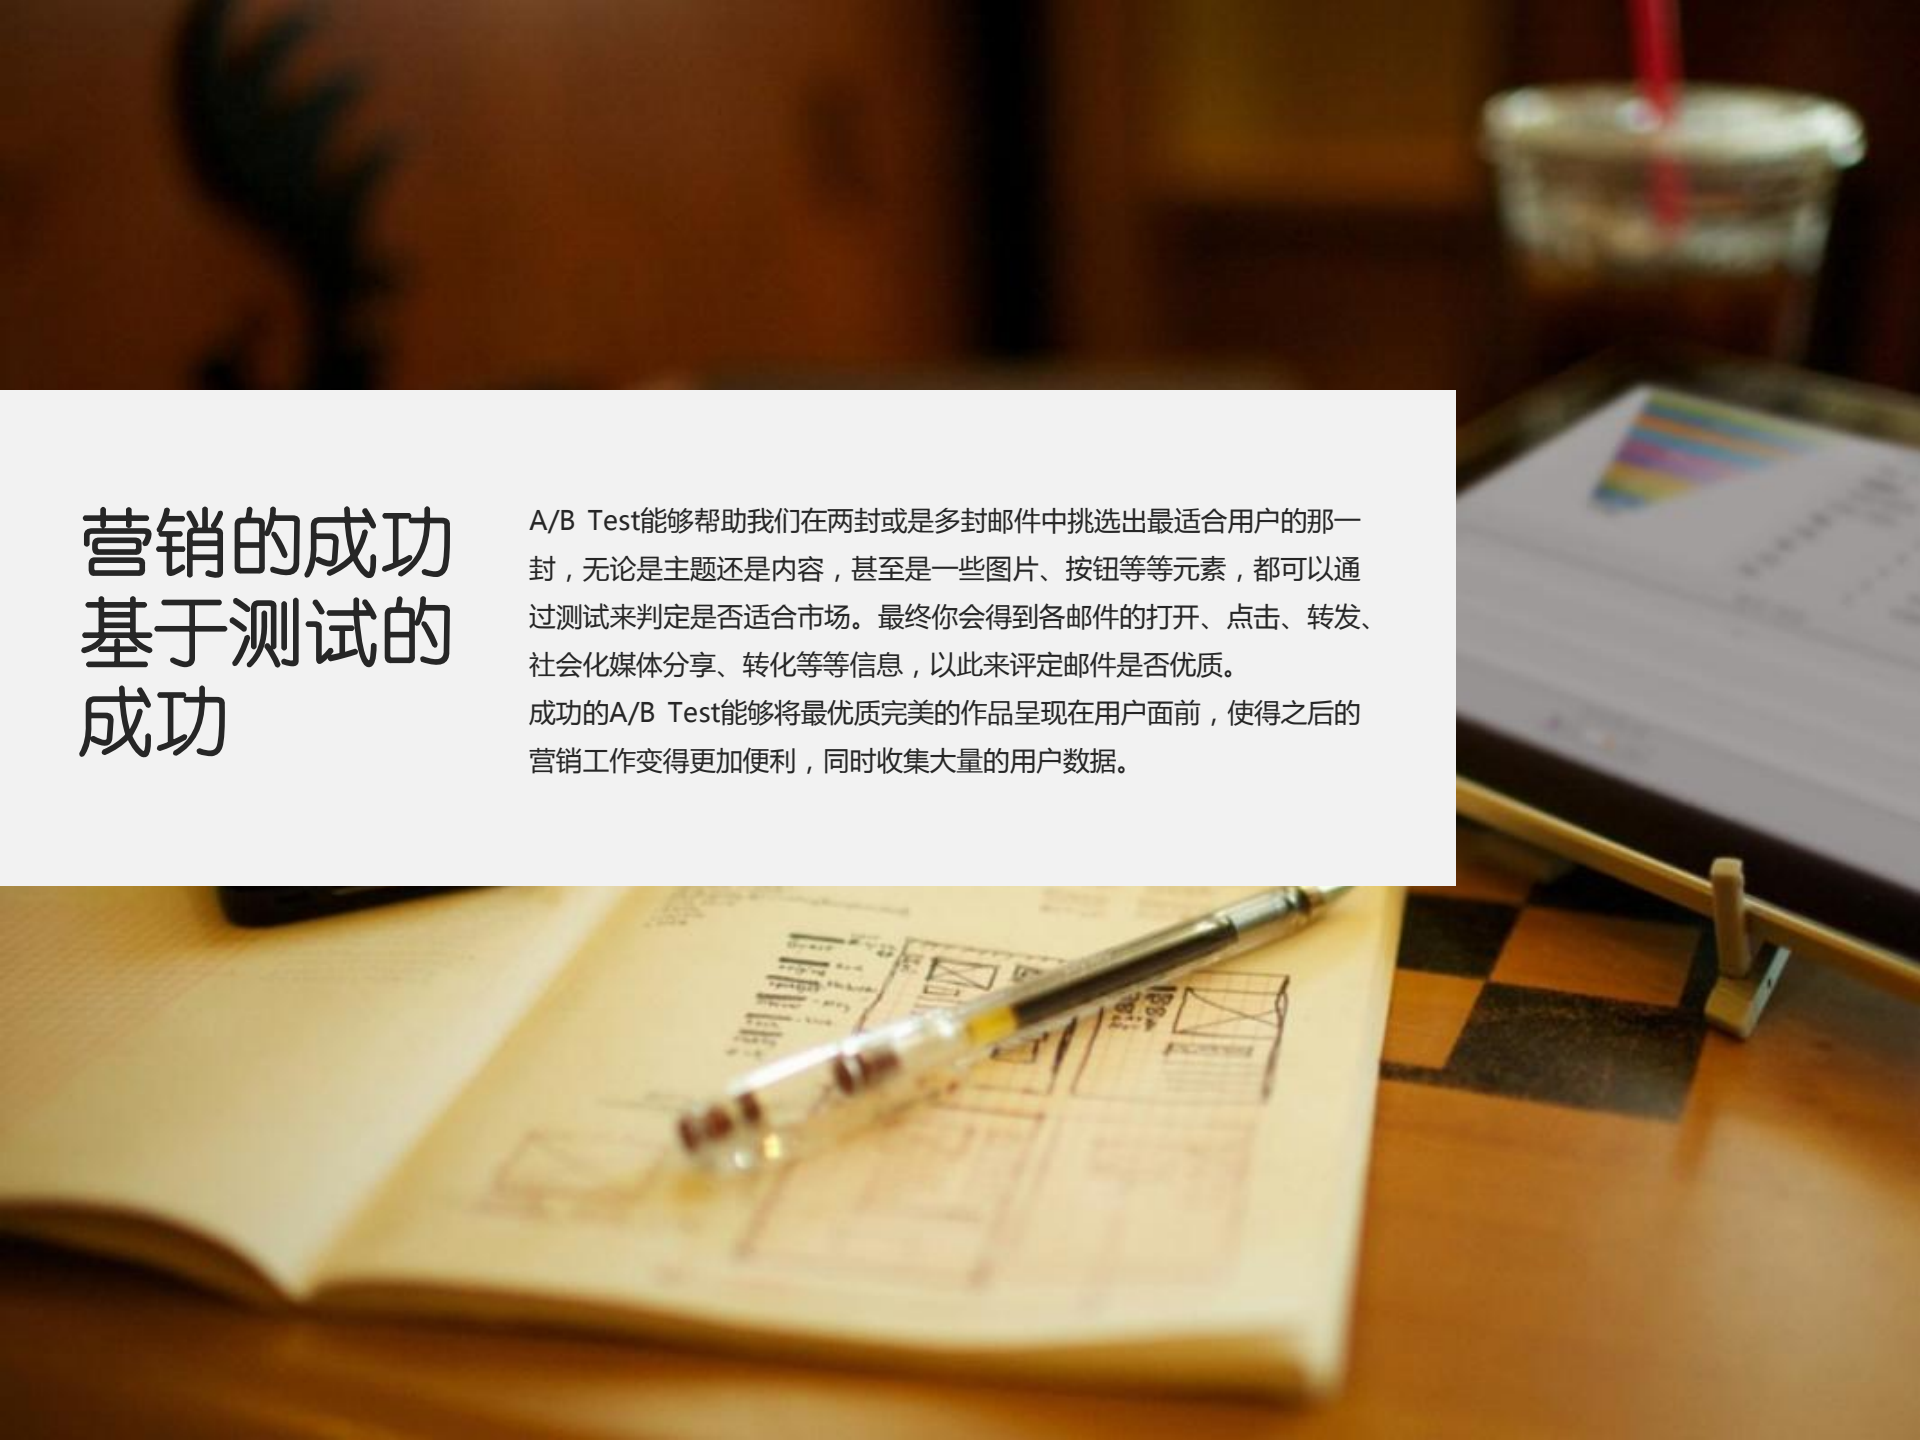 营销的成功
基于测试的
成功
A/B Test能够帮助我们在两封或是多封邮件中挑选出最适合用户的那一
封，无论是主题还是内容，甚至是一些图片、按钮等等元素，都可以通
过测试来判定是否适合市场。最终你会得到各邮件的打开、点击、转发、
社会化媒体分享、转化等等信息，以此来评定邮件是否优质。
成功的A/B Test能够将最优质完美的作品呈现在用户面前，使得之后的
营销工作变得更加便利，同时收集大量的用户数据。